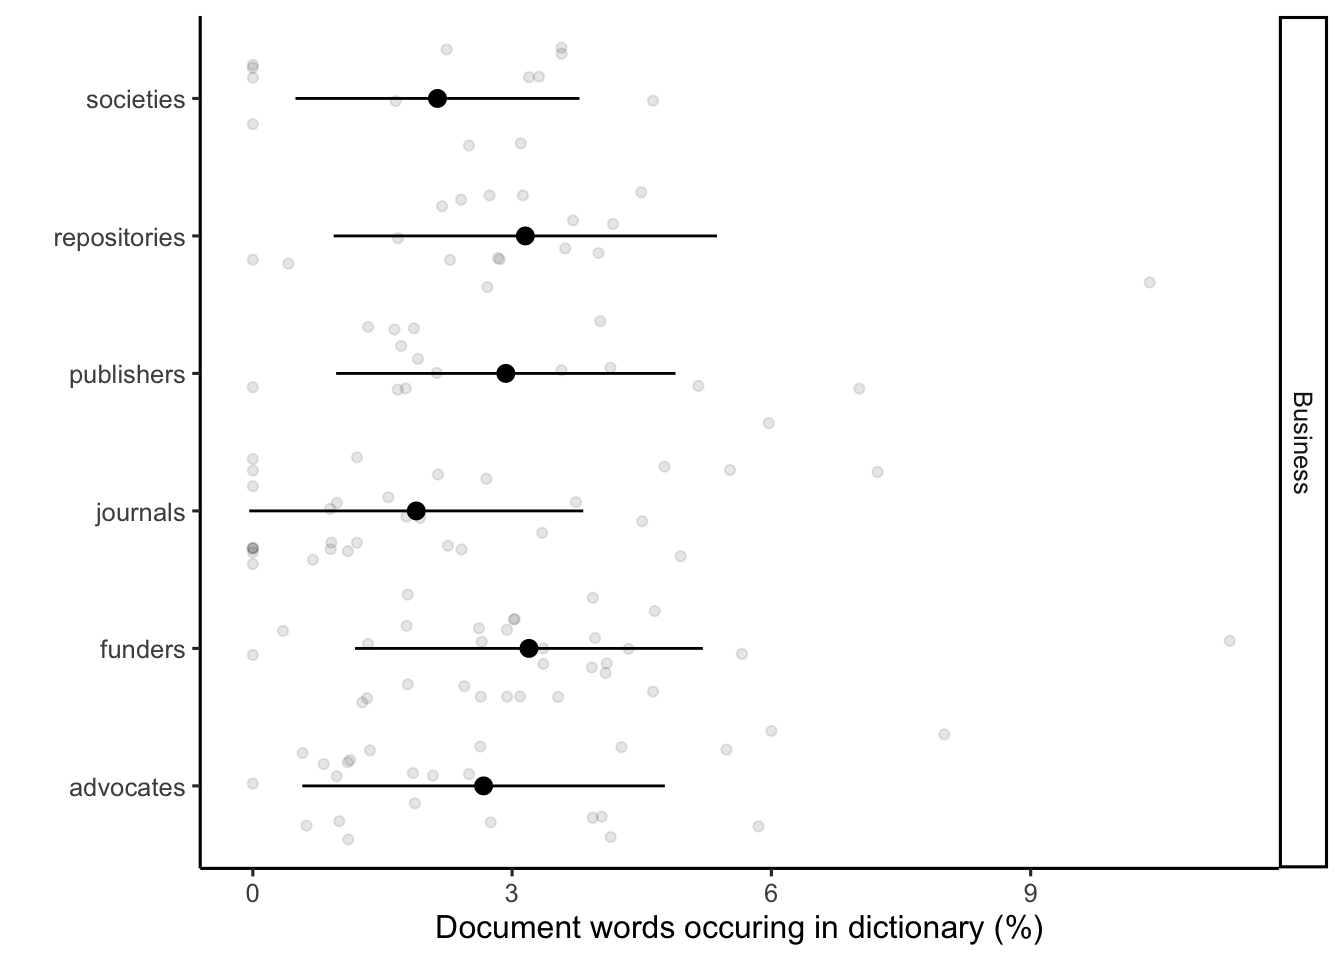 societies
repositories
publishers
journals
funders
advocates
0 3 6 9
Document words occuring in dictionary (%)
Business